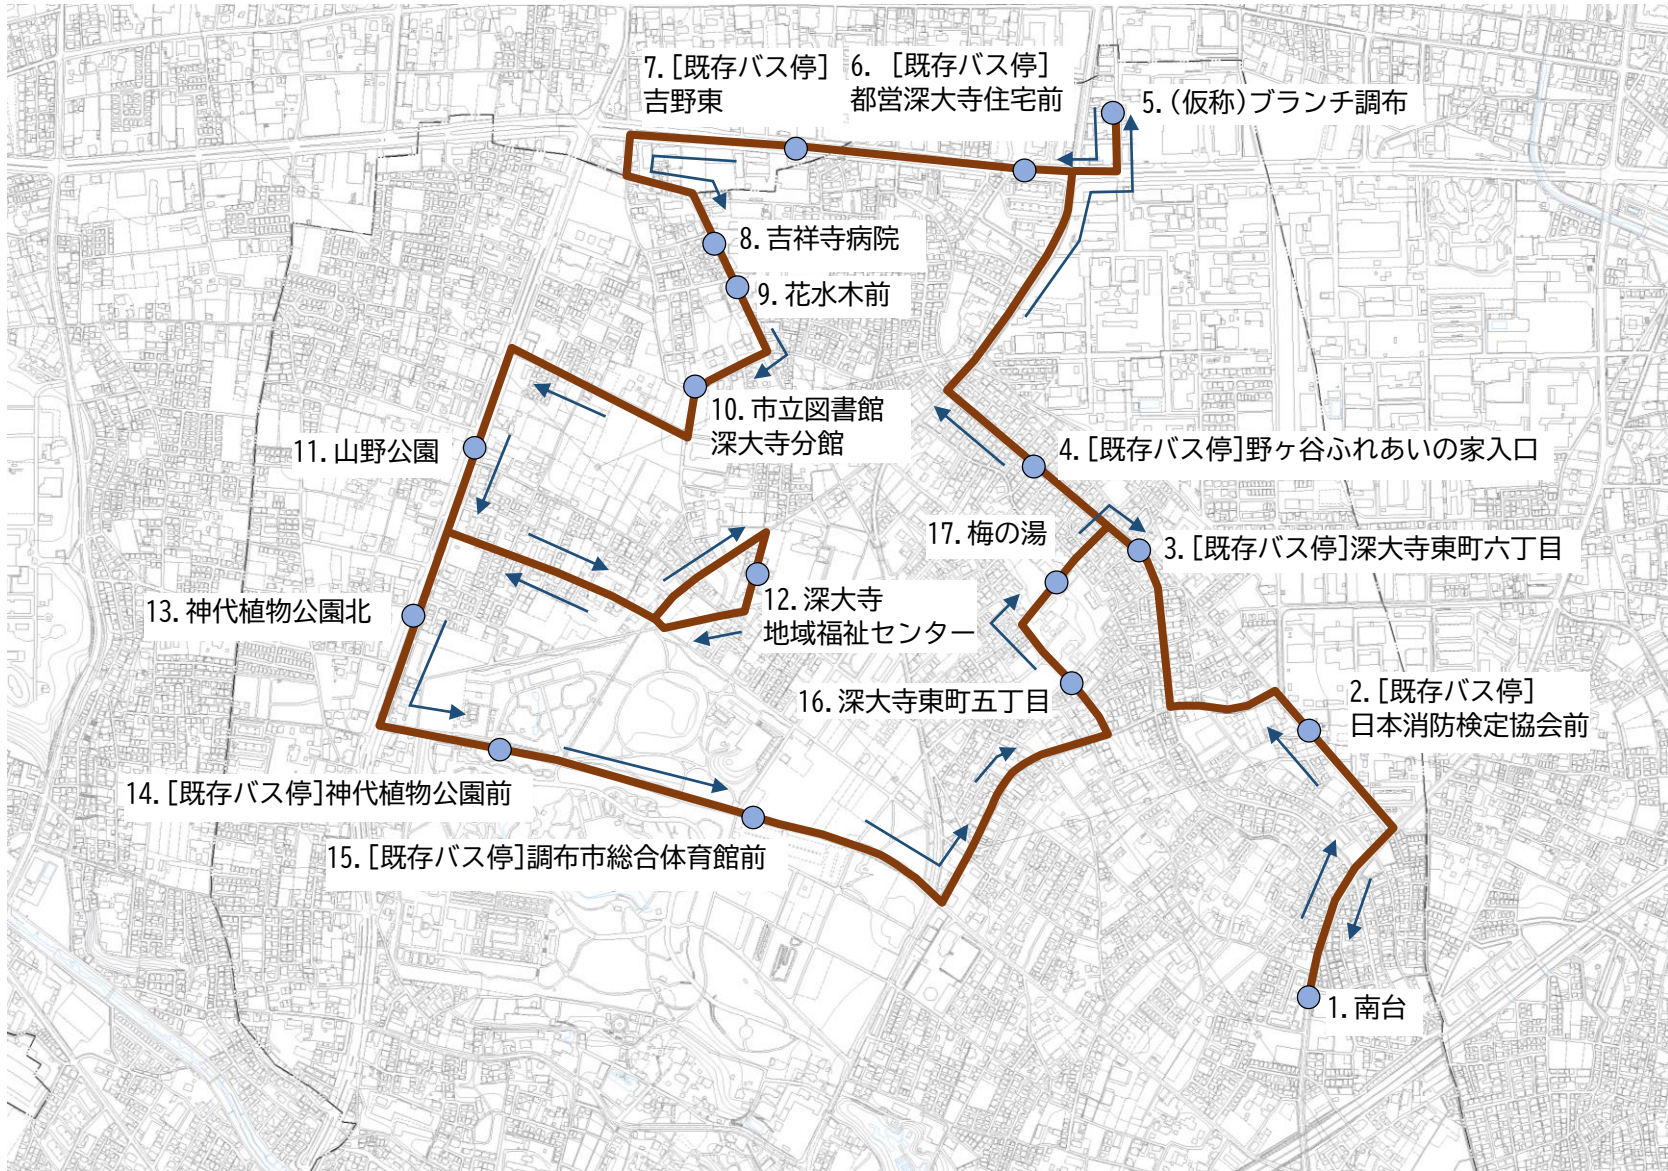 7.[既存バス停]
吉野東
6. [既存バス停]
都営深大寺住宅前
5.(仮称)ブランチ調布
8.吉祥寺病院
9.花水木前
10.市立図書館
深大寺分館
11.山野公園
4.[既存バス停]野ヶ谷ふれあいの家入口
17.梅の湯
3.[既存バス停]深大寺東町六丁目
12.深大寺
地域福祉センター
13.神代植物公園北
16.深大寺東町五丁目
2.[既存バス停]
日本消防検定協会前
14.[既存バス停]神代植物公園前
15.[既存バス停]調布市総合体育館前
1.南台